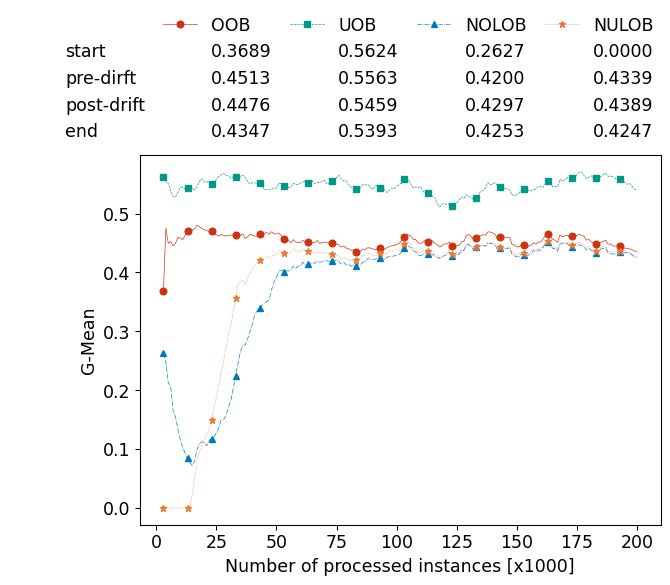 OOB UOB NOLOB NULOB
start 0.3689 0.5624 0.2627 0.0000
pre-dirft 0.4513 0.5563 0.4200 0.4339
post-drift 0.4476 0.5459 0.4297 0.4389
end 0.4347 0.5393 0.4253 0.4247
0.5
0.4
0.3
0.2
0.1
0.0
G-Mean
0 25 50 75 100 125 150 175 200
Number of processed instances [x1000]